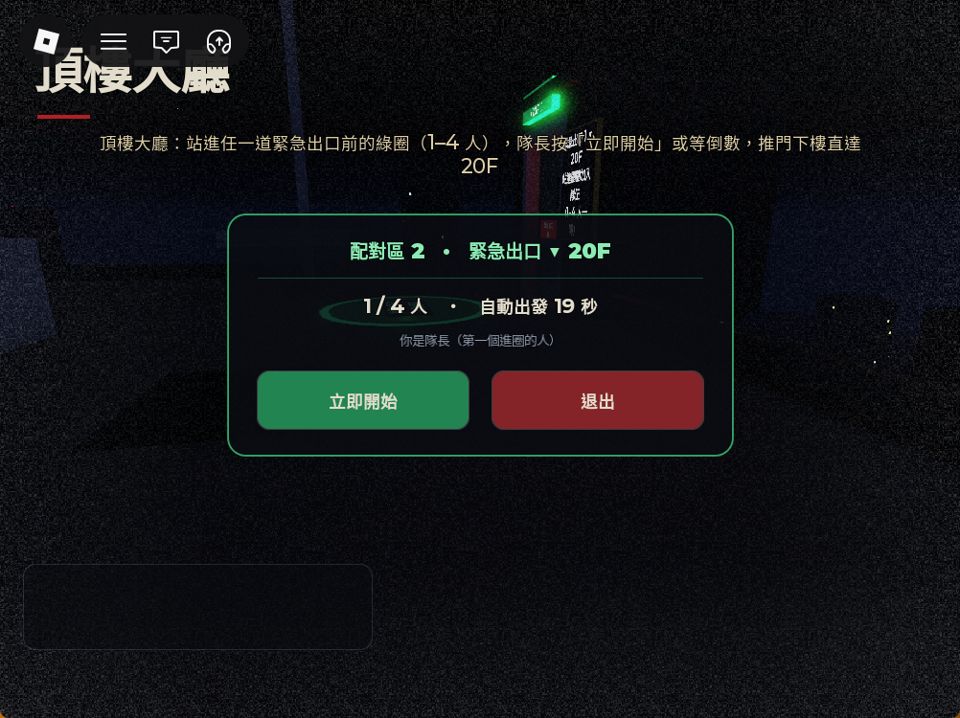 頂樓大廳
頂樓大廳：站進任一道緊急出口前的綠圈（1–4 人），隊長按「立即開始」或等倒數，推門下樓直達
20F
20F
配對區 2 • 緊急出口 ▼ 20F
1 / 4 人 • 自動出發 19 秒
你是隊長（第一個進圈的人）
立即開始
退出